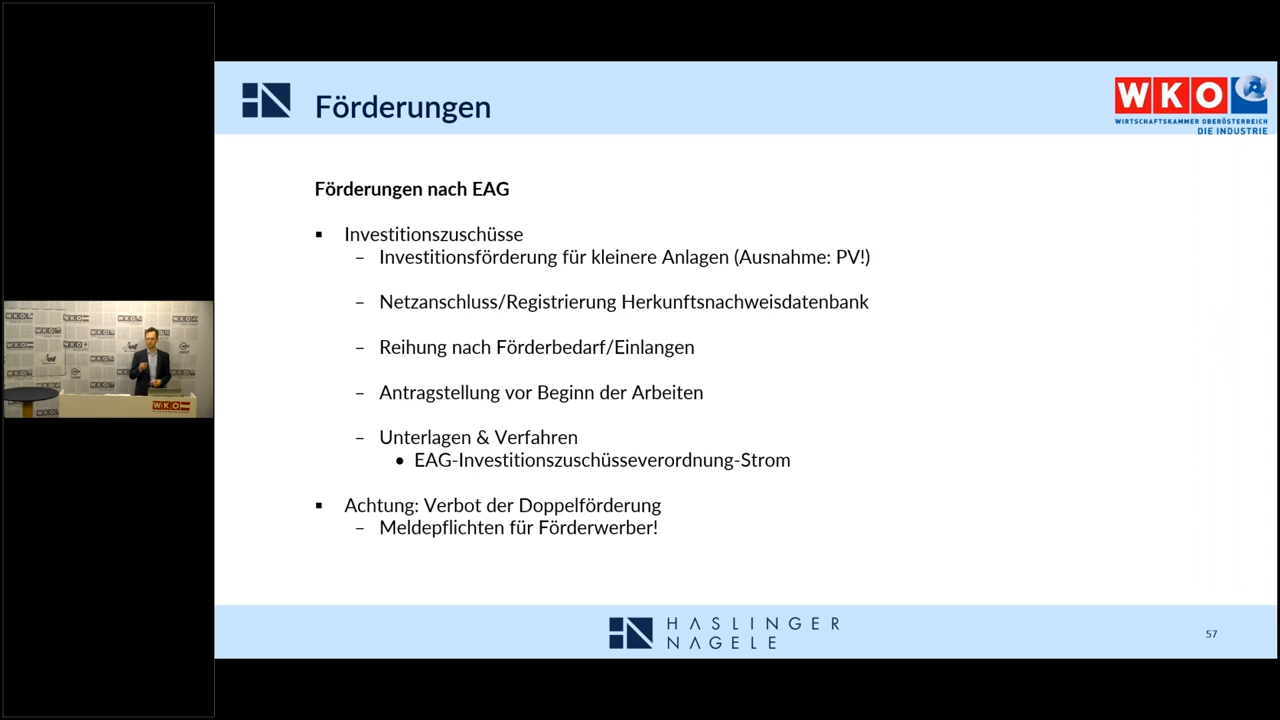 Förderungen
WKO
WIRTSCHAFTSKAMMER OBERÖSTERREICH
DIE INDUSTRIE
Förderungen nach EAG
▪ Investitionszuschüsse
– Investitionsförderung für kleinere Anlagen (Ausnahme: PV!)
– Netzanschluss/Registrierung Herkunftsnachweisdatenbank
– Reihung nach Förderbedarf/Einlangen
– Antragstellung vor Beginn der Arbeiten
– Unterlagen & Verfahren
• EAG-Investitionszuschüsseverordnung-Strom
▪ Achtung: Verbot der Doppelförderung
– Meldepflichten für Förderwerber!
WKO
HASLINGER
NAGELE
57